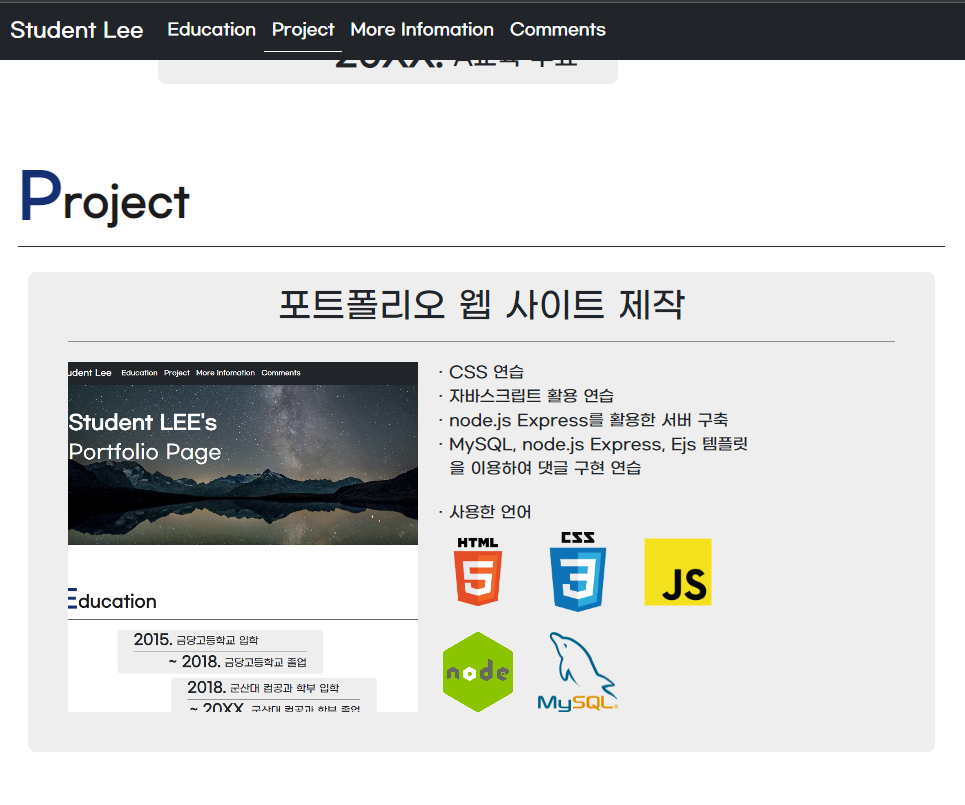 Student Lee Education Project More Infomation Comments
20XX. A교육 수료
Project
포트폴리오 웹 사이트 제작
udent Lee Education Project More Infomation Comments
Student LEE's
Portfolio Page
Education
2015. 금당고등학교 입학
~ 2018. 금당고등학교 졸업
2018. 군산대 컴공과 학부 입학
~ 20XX. 군산대 컴공과 학부 졸업
· CSS 연습
· 자바스크립트 활용 연습
· node.js Express를 활용한 서버 구축
· MySQL, node.js Express, Ejs 템플릿
을 이용하여 댓글 구현 연습
· 사용한 언어
HTML
5
CSS
3
JS
node
MySQL